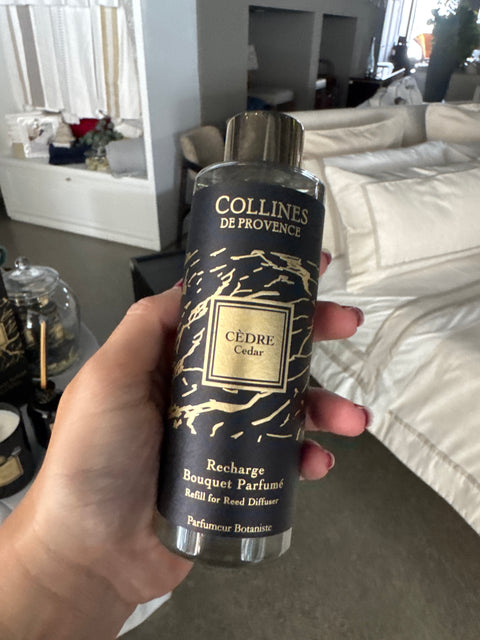 COLLINES
DE PROVENCE
CÈDRE
Cedar
Recharge
Bouquet Parfumé
Refill for Reed Diffuser
Parfumeur Botaniste